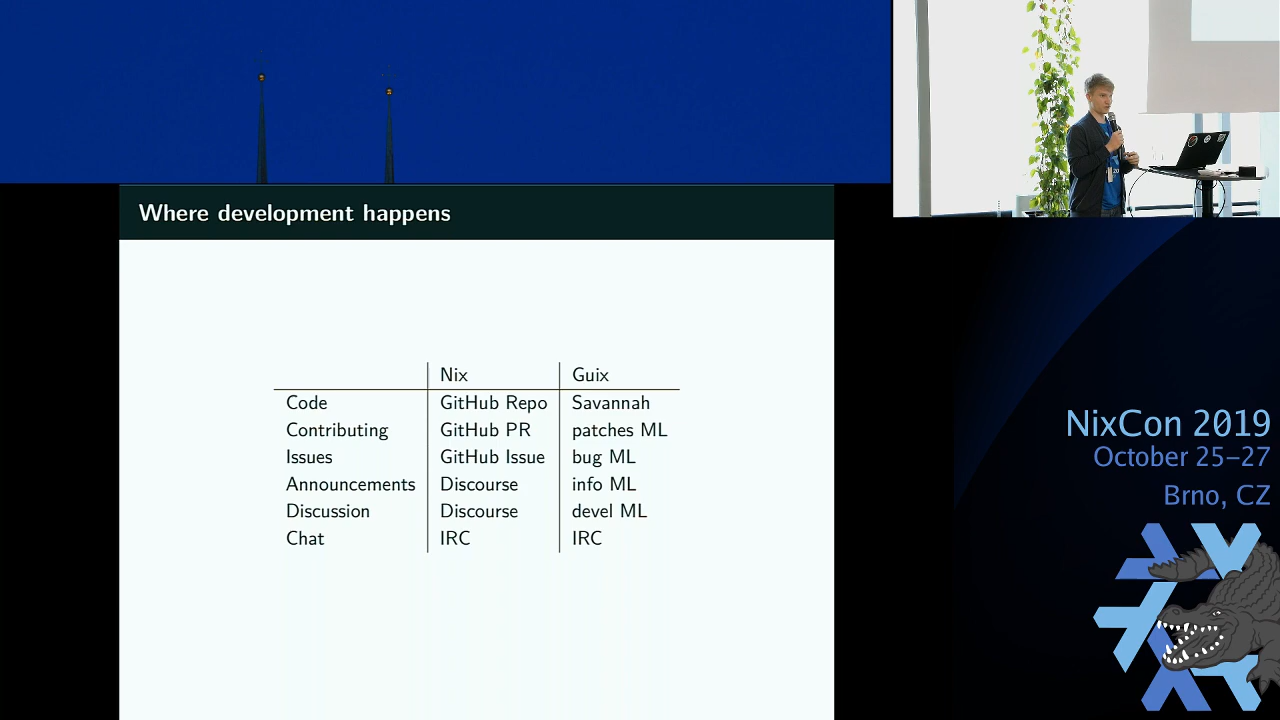 Where development happens
Nix Guix
Code GitHub Repo Savannah
Contributing GitHub PR patches ML
Issues GitHub Issue bug ML
Announcements Discourse info ML
Discussion Discourse devel ML
Chat IRC IRC
NixCon 2019
October 25–27
Brno, CZ